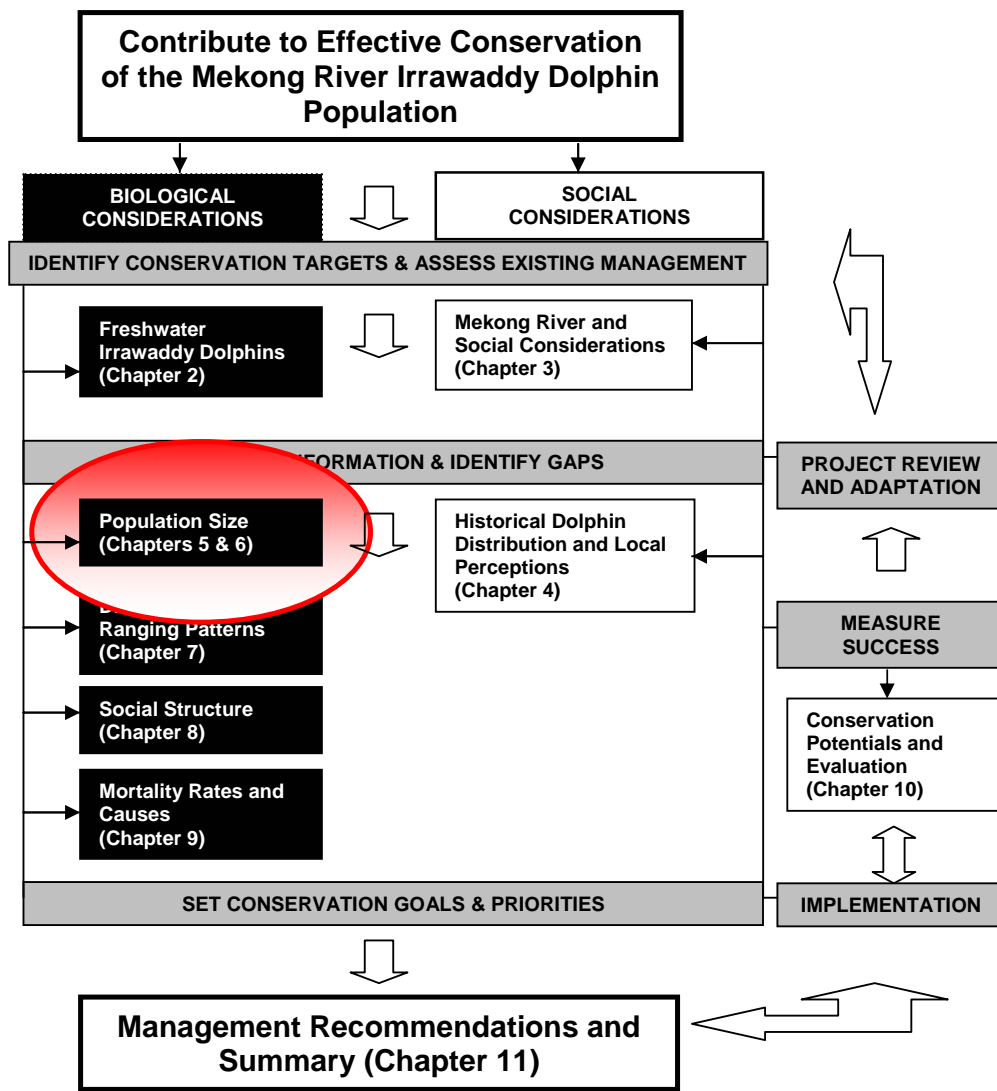 Contribute to Effective Conservation
of the Mekong River Irrawaddy Dolphin
Population
BIOLOGICAL
CONSIDERATIONS
SOCIAL
CONSIDERATIONS
IDENTIFY CONSERVATION TARGETS & ASSESS EXISTING MANAGEMENT
Freshwater
Irrawaddy Dolphins
(Chapter 2)
Mekong River and
Social Considerations
(Chapter 3)
& IDENTIFY GAPS
PROJECT REVIEW
AND ADAPTATION
Population Size
(Chapters 5 & 6)
Historical Dolphin
Distribution and Local
Perceptions
(Chapter 4)
Ranging Patterns
(Chapter 7)
MEASURE
SUCCESS
Social Structure
(Chapter 8)
Conservation
Potentials and
Evaluation
(Chapter 10)
Mortality Rates and
Causes
(Chapter 9)
SET CONSERVATION GOALS & PRIORITIES
IMPLEMENTATION
Management Recommendations and
Summary (Chapter 11)